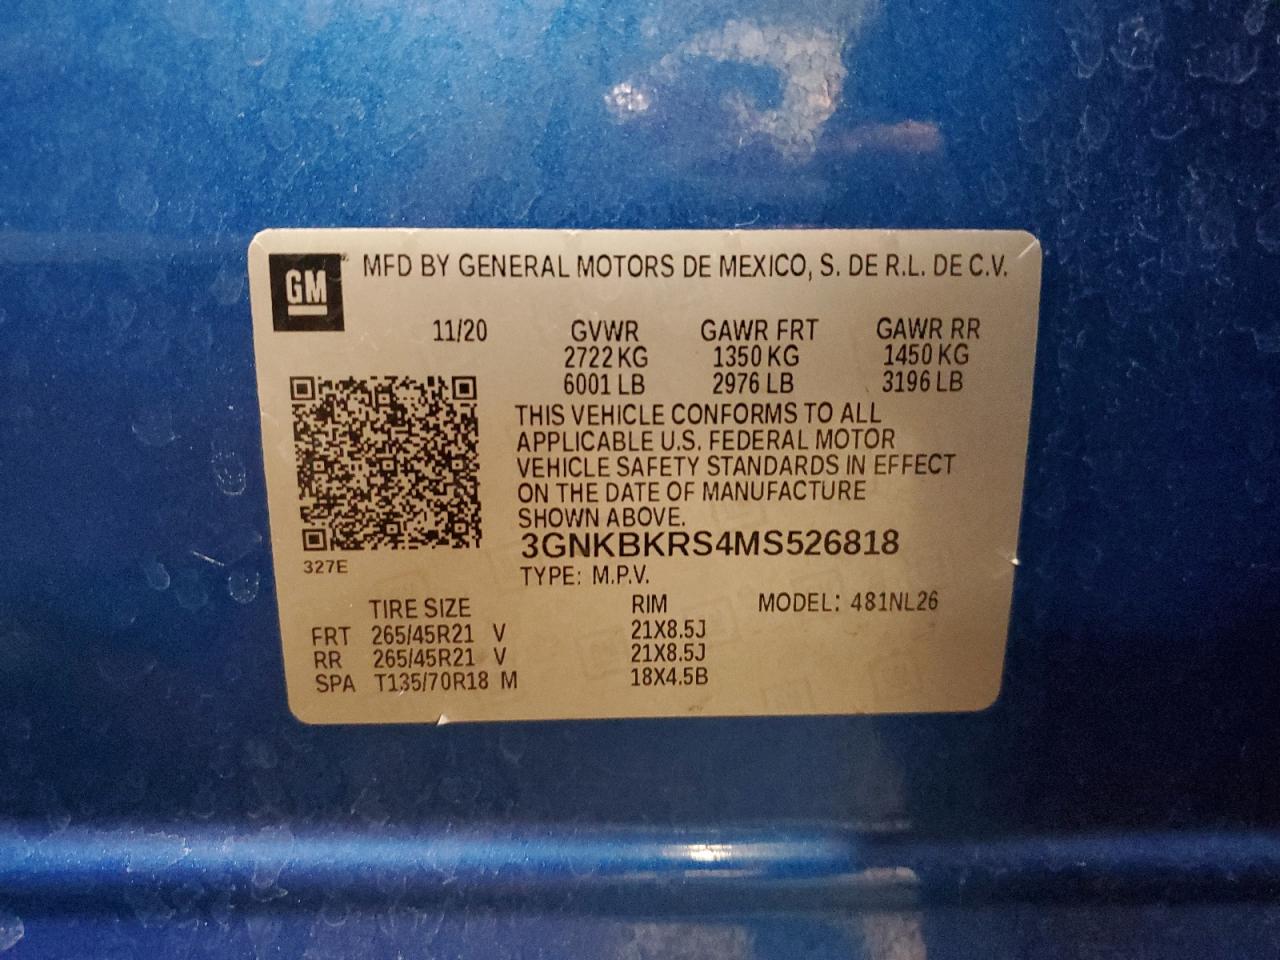 GM MFD BY GENERAL MOTORS DE MEXICO, S. DE R.L. DE C.V.
11/20 GVWR GAWR FRT GAWR RR
2722 KG 1350 KG 1450 KG
6001 LB 2976 LB 3196 LB
THIS VEHICLE CONFORMS TO ALL
APPLICABLE U.S. FEDERAL MOTOR
VEHICLE SAFETY STANDARDS IN EFFECT
ON THE DATE OF MANUFACTURE
SHOWN ABOVE.
3GNKBKRS4MS526818
327E
TYPE: M.P.V.
TIRE SIZE RIM MODEL: 481NL26
FRT 265/45R21 V 21X8.5J
RR 265/45R21 V 21X8.5J
SPA T135/70R18 M 18X4.5B